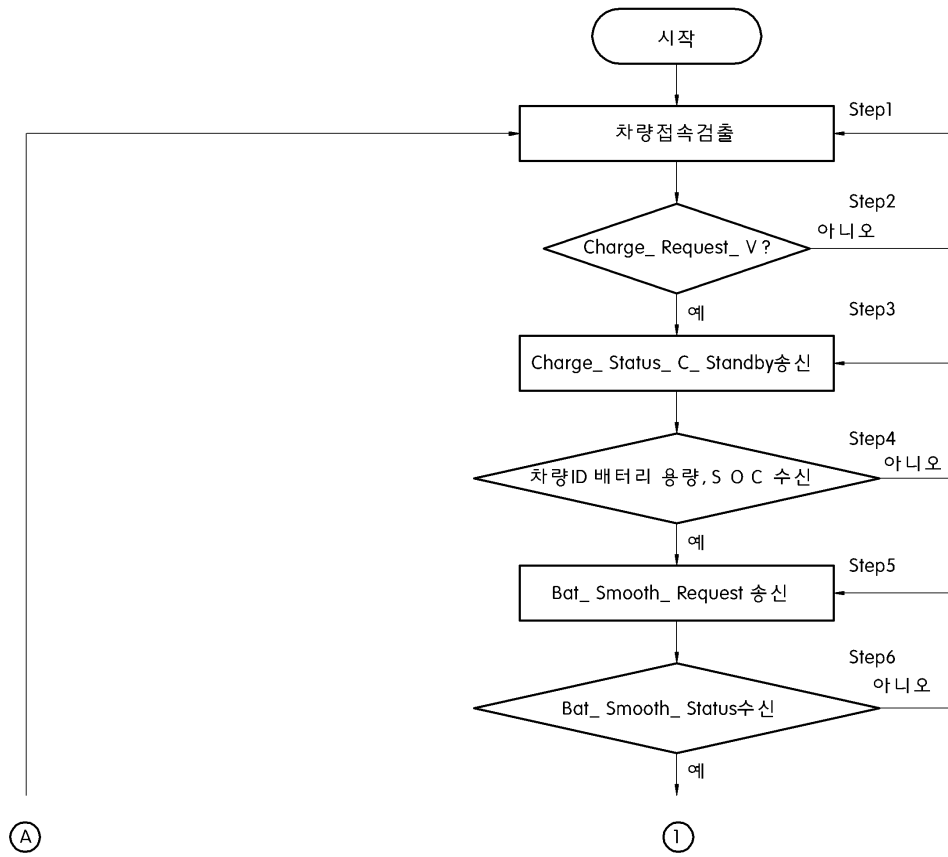 시작
Step1
차량접속검출
Step2
아니오
Charge_ Request_ V?
예
Step3
Charge_ Status_ C_ Standby송신
Step4
아니오
차량ID 배터리 용량, S O C 수신
예
Step5
Bat_ Smooth_ Request 송신
Step6
아니오
Bat_ Smooth_ Status수신
예
A
1